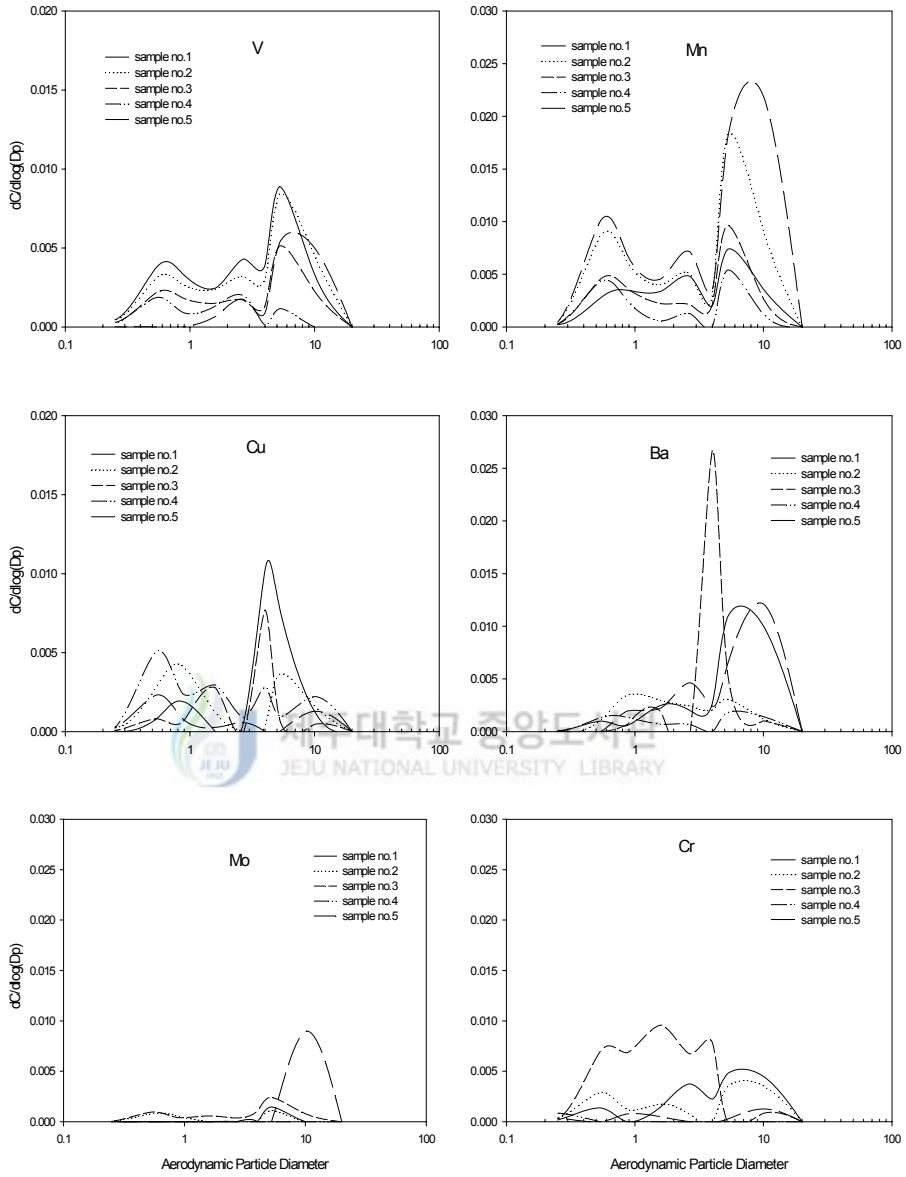 V
sample no.1
sample no.2
sample no.3
sample no.4
sample no.5
dC/dlog(Dp)
0.020
0.015
0.010
0.005
0.000
0.1
1
10
100
Mn
sample no.1
sample no.2
sample no.3
sample no.4
sample no.5
0.030
0.025
0.020
0.015
0.010
0.005
0.000
0.1
1
10
100
Cu
sample no.1
sample no.2
sample no.3
sample no.4
sample no.5
dC/dlog(Dp)
0.020
0.015
0.010
0.005
0.000
0.1
1
10
100
Ba
sample no.1
sample no.2
sample no.3
sample no.4
sample no.5
0.030
0.025
0.020
0.015
0.010
0.005
0.000
0.1
1
10
100
제주대학교 중앙도서관
JEJU NATIONAL UNIVERSITY LIBRARY
JEJU
1952
Mo
sample no.1
sample no.2
sample no.3
sample no.4
sample no.5
dC/dlog(Dp)
0.030
0.025
0.020
0.015
0.010
0.005
0.000
0.1
1
10
100
Aerodynamic Particle Diameter
Cr
sample no.1
sample no.2
sample no.3
sample no.4
sample no.5
0.030
0.025
0.020
0.015
0.010
0.005
0.000
0.1
1
10
100
Aerodynamic Particle Diameter